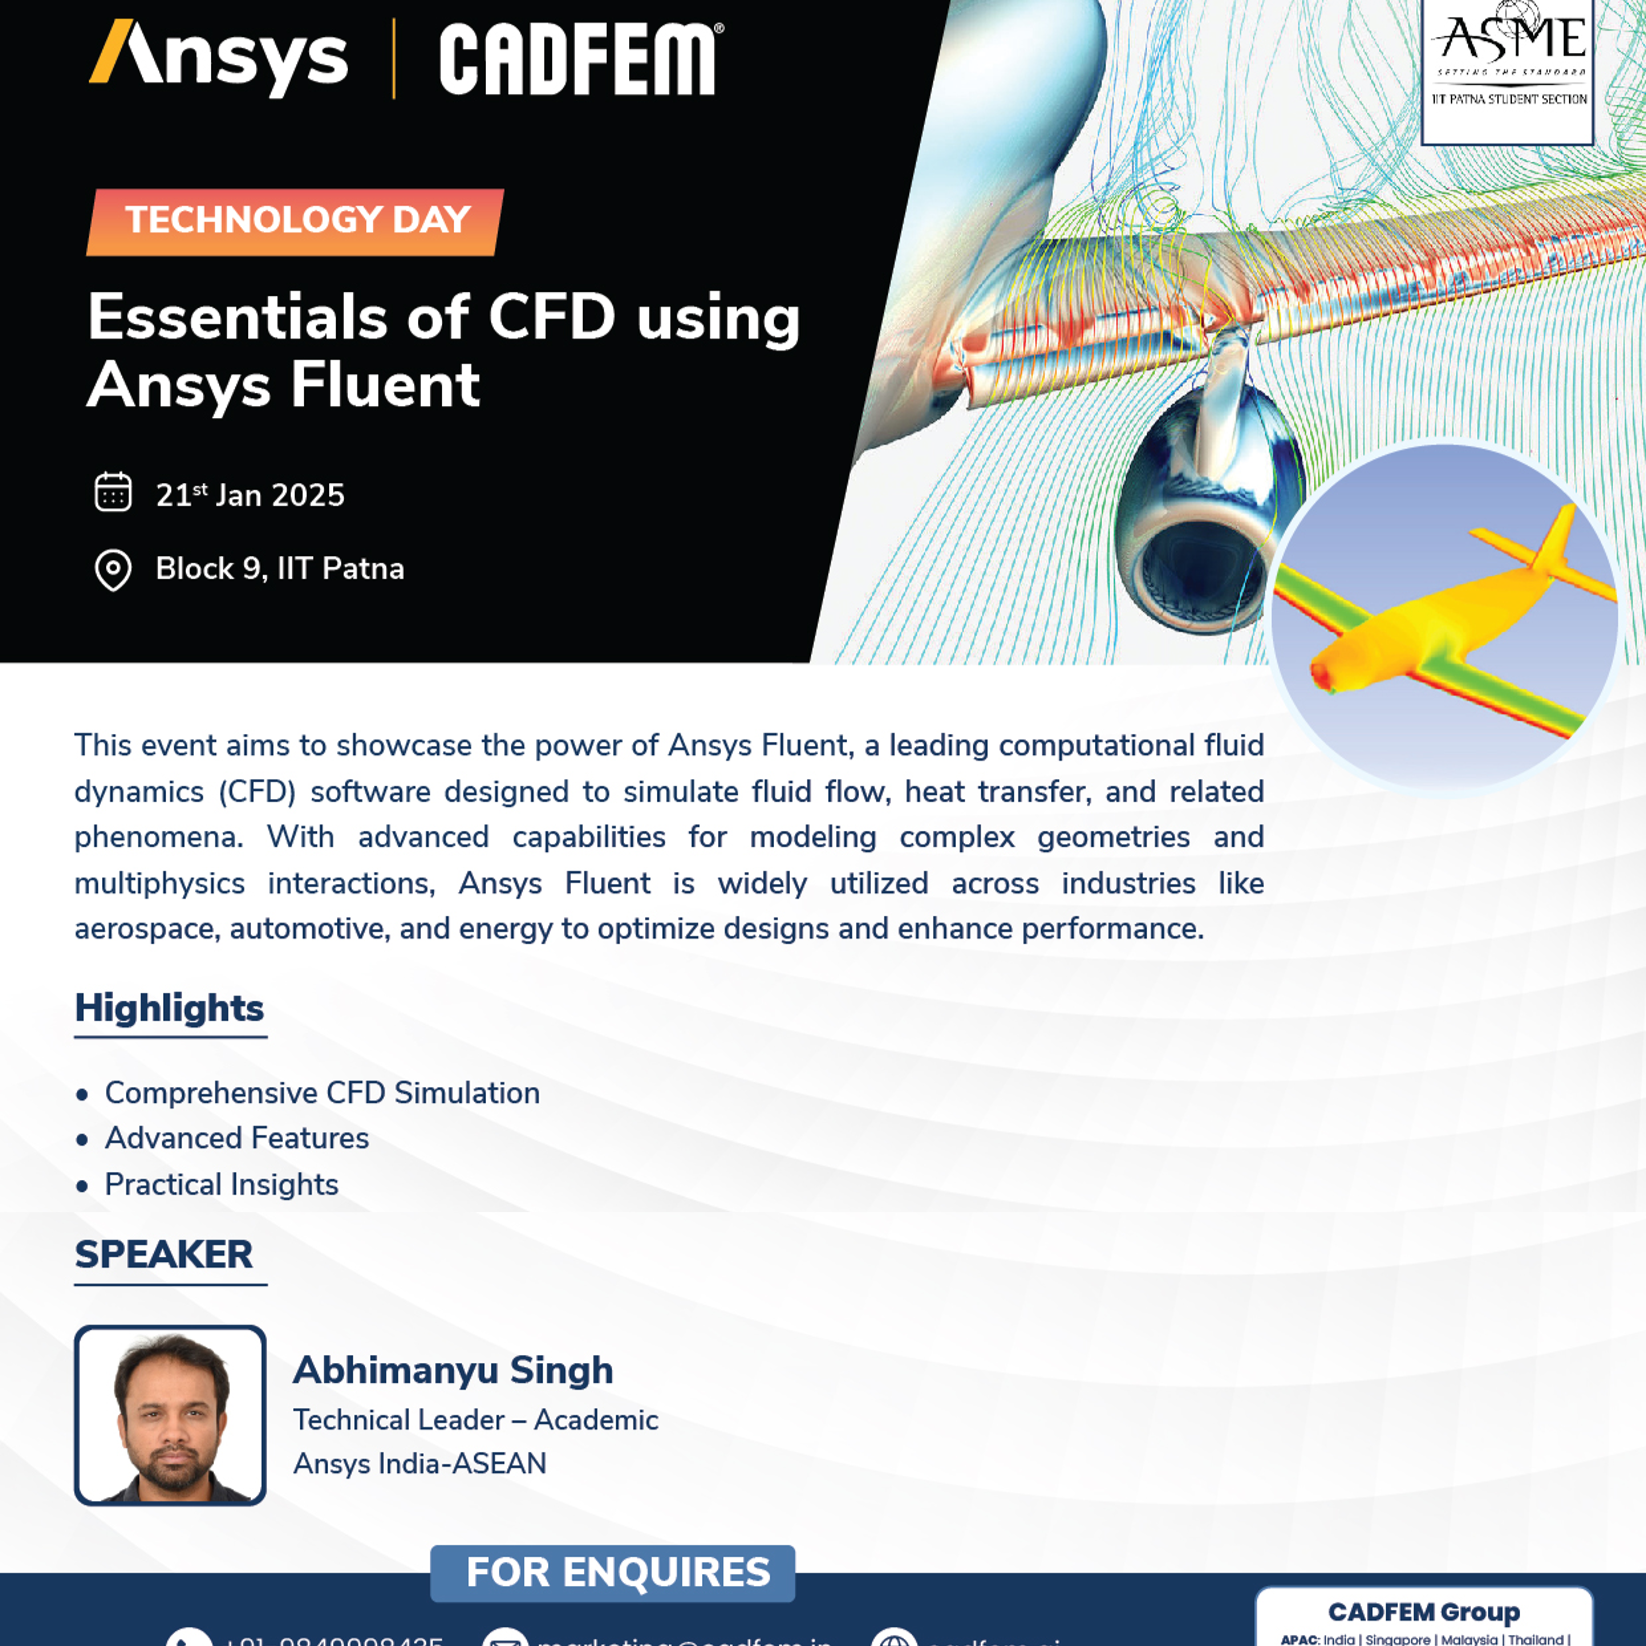 Ansys | CADFEM®
ASME
SETTING THE STANDARD
IIT PATNA STUDENT SECTION
TECHNOLOGY DAY
Essentials of CFD using
Ansys Fluent
21st Jan 2025
Block 9, IIT Patna
This event aims to showcase the power of Ansys Fluent, a leading computational fluid
dynamics (CFD) software designed to simulate fluid flow, heat transfer, and related
phenomena. With advanced capabilities for modeling complex geometries and
multiphysics interactions, Ansys Fluent is widely utilized across industries like
aerospace, automotive, and energy to optimize designs and enhance performance.
Highlights
• Comprehensive CFD Simulation
• Advanced Features
• Practical Insights
SPEAKER
Abhimanyu Singh
Technical Leader – Academic
Ansys India-ASEAN
FOR ENQUIRES
marketing@cadfem.in
CADFEM Group
APAC: India | Singapore | Malaysia | Thailand |